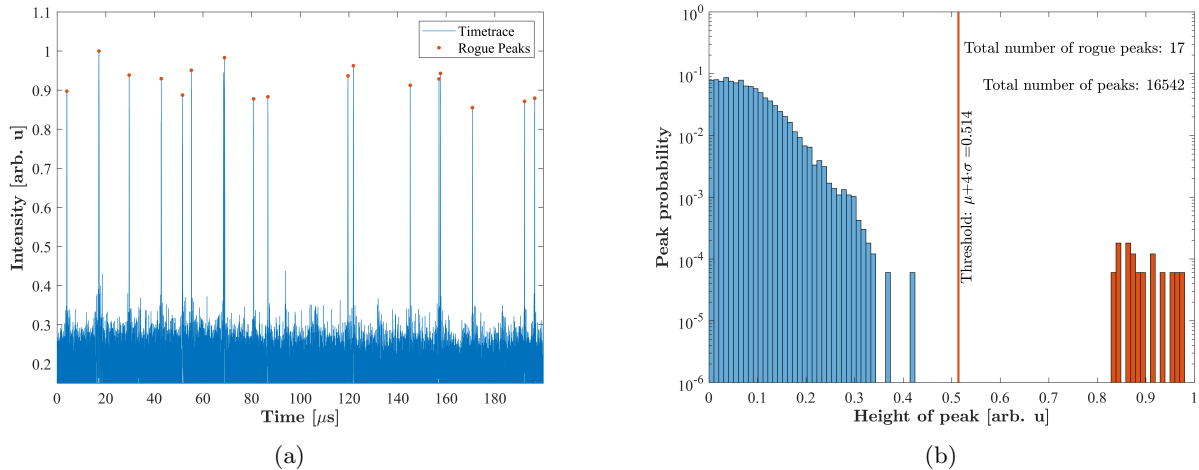 1.1
1
0.9
0.8
0.7
0.6
0.5
0.4
0.3
0.2
Intensity [arb. u]
Timetrace
Rogue Peaks
0 20 40 60 80 100 120 140 160 180
Time [μs]
(a)
10^0
10^-1
10^-2
10^-3
10^-4
10^-5
10^-6
Peak probability
Total number of rogue peaks: 17
Total number of peaks: 16542
Threshold: μ+4·σ =0.514
0 0.1 0.2 0.3 0.4 0.5 0.6 0.7 0.8 0.9 1
Height of peak [arb. u]
(b)